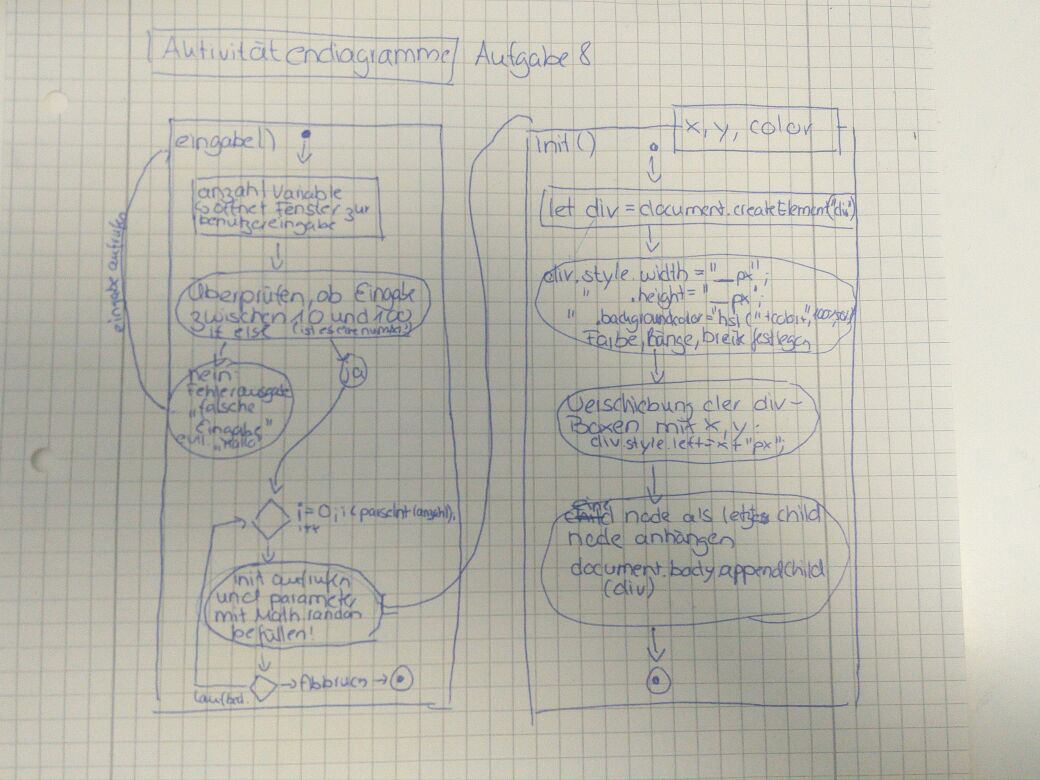 Aktivitätendiagramme Aufgabe 8
eingabe()
anzahl Variable
↳ öffnet Fenster zur
benutzereingabe
Überprüfen, ob Eingabe
zwischen 10 und 100
if else (ist es eine number?)
nein:
Fehlerausgabe
"falsche
Eingabe"
evtl. "Hallo"
ja
eingabe aufrufen
i=0; i< parseInt(anzahl);
i++
init aufrufen
und parameter
mit Math.random
befüllen!
Laufbed.
Abbruch
init()
x, y, color
let div = document.createElement("div")
div.style.width = "__px";
" .height = "__px";
" .backgroundcolor = "hsl("+color+",
Farbe, Länge, breite festlegen
Verschiebung der div-
Boxen mit x, y:
div.style.left = x + "px";
eine
node als letztes child
node anhängen
document.body.appendChild
(div)